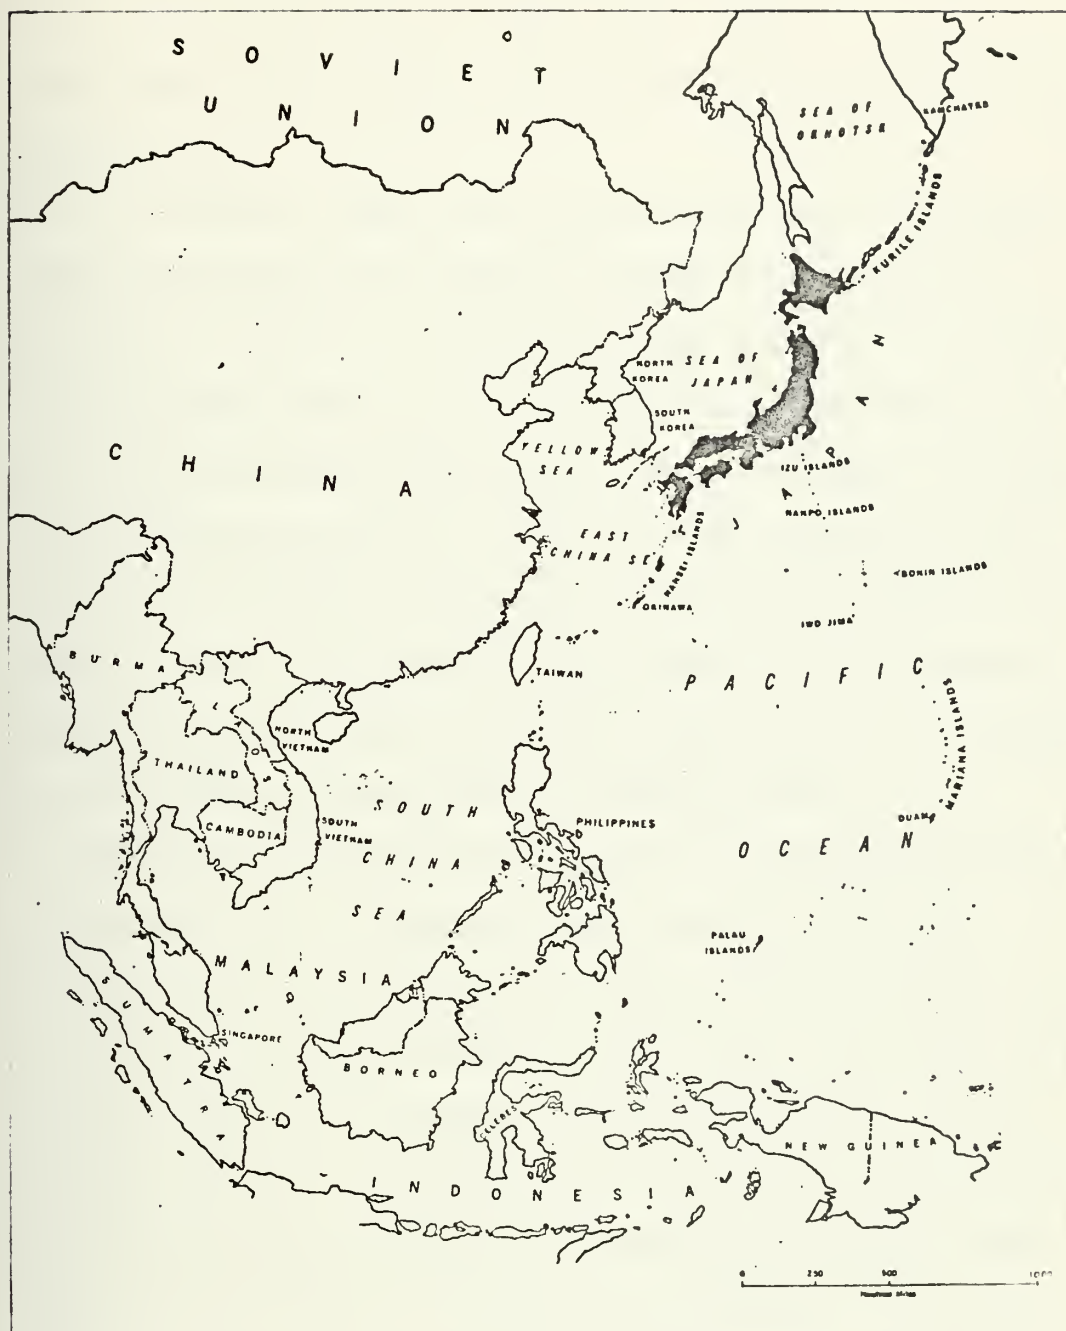 SOVIET
UNION
SEA OF
OKHOTSK
KAMCHATKA
KURILE ISLANDS
NORTH
KOREA
SEA OF
JAPAN
SOUTH
KOREA
CHINA
YELLOW
SEA
JAPAN
IZU ISLANDS
NANPO ISLANDS
EAST
CHINA SEA
NANSEI ISLANDS
BONIN ISLANDS
OKINAWA
IWO JIMA
BURMA
TAIWAN
PACIFIC
LAOS
NORTH
VIETNAM
MARIANA ISLANDS
THAILAND
SOUTH
CAMBODIA
SOUTH
VIETNAM
PHILIPPINES
GUAM
CHINA
OCEAN
SEA
PALAU
ISLANDS
MALAYSIA
SUMATRA
SINGAPORE
BORNEO
CELEBES
NEW GUINEA
INDONESIA
0 250 500 1000
Nautical Miles